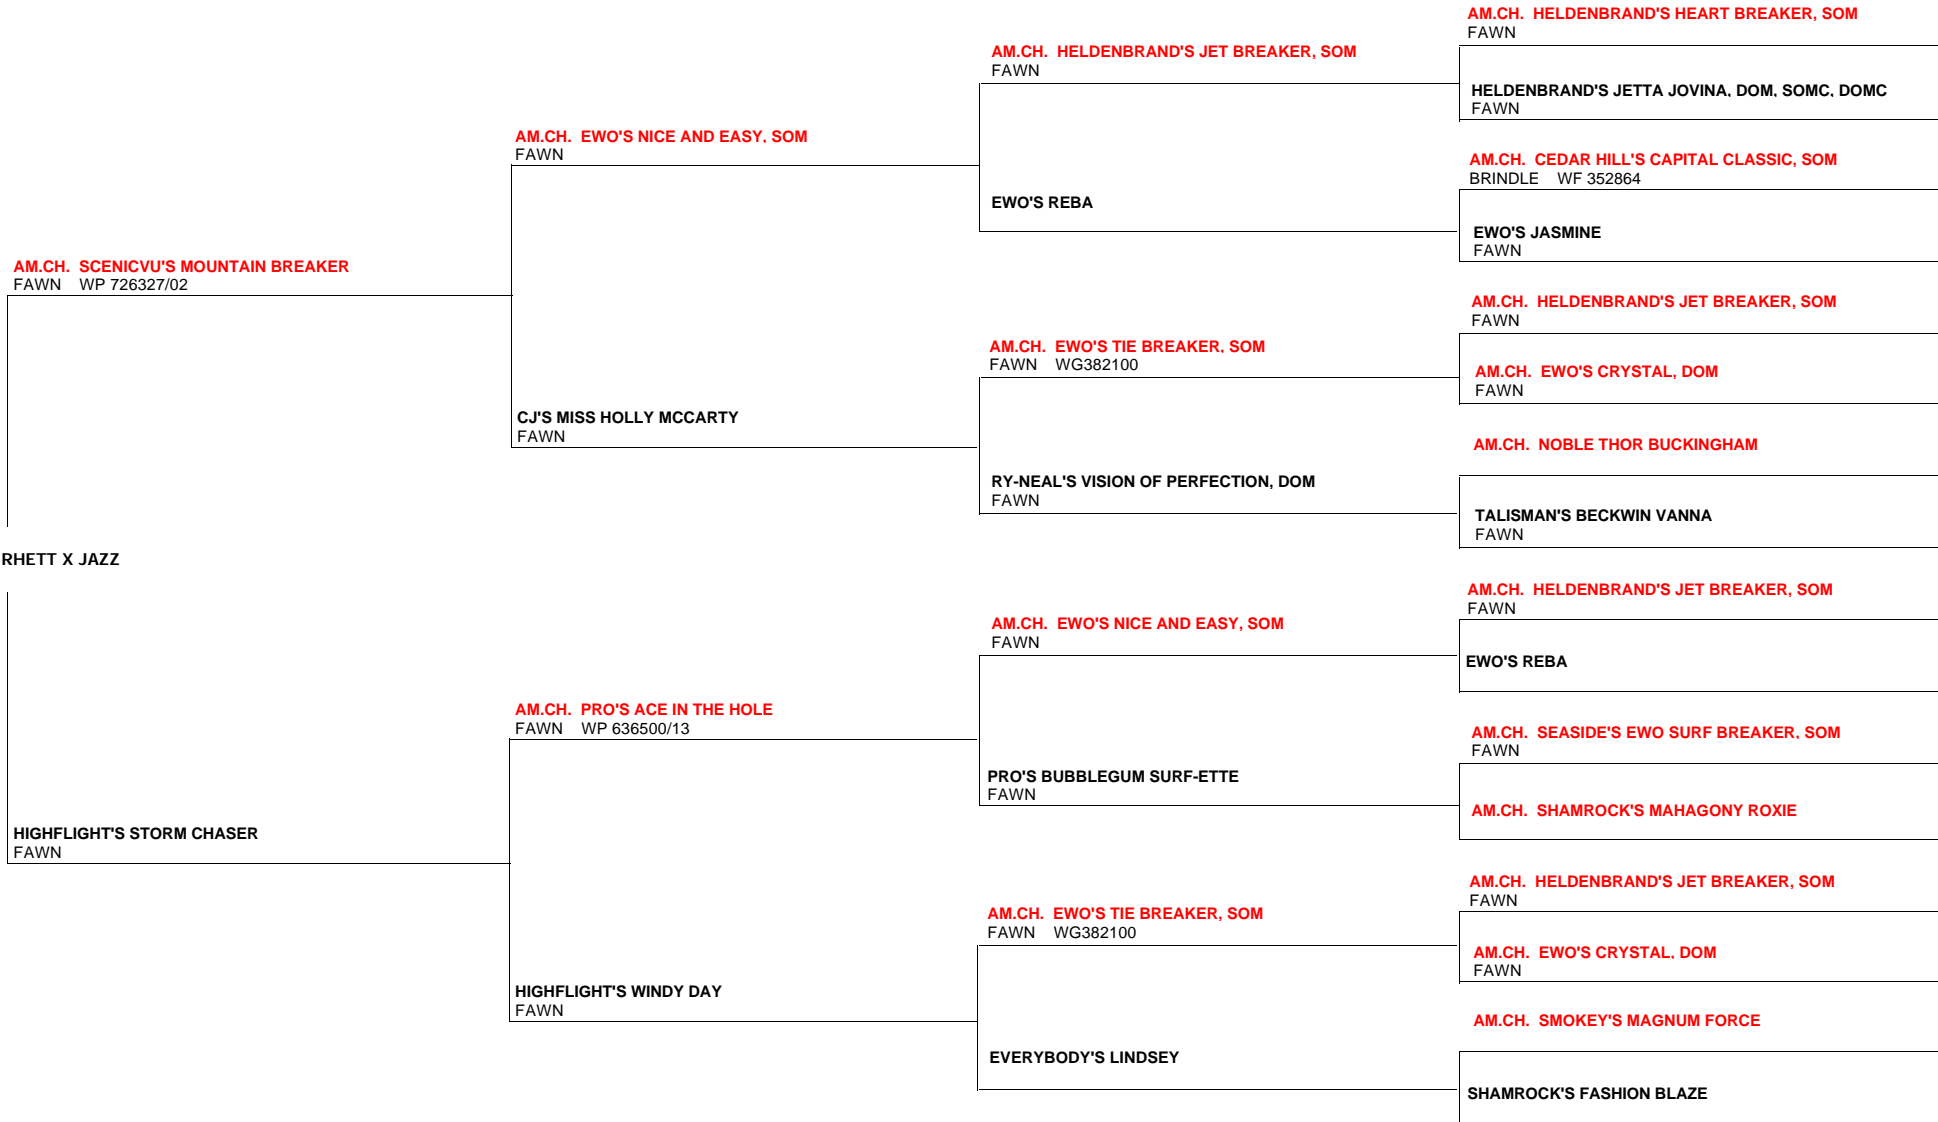 AM.CH.  SCENICVU'S MOUNTAIN BREAKER
FAWN    WP 726327/02
RHETT X JAZZ
HIGHFLIGHT'S STORM CHASER
FAWN
AM.CH.  EWO'S NICE AND EASY, SOM
FAWN
CJ'S MISS HOLLY MCCARTY
FAWN
AM.CH.  PRO'S ACE IN THE HOLE
FAWN    WP 636500/13
HIGHFLIGHT'S WINDY DAY
FAWN
AM.CH.  HELDENBRAND'S JET BREAKER, SOM
FAWN
EWO'S REBA
AM.CH.  EWO'S TIE BREAKER, SOM
FAWN    WG382100
RY-NEAL'S VISION OF PERFECTION, DOM
FAWN
AM.CH.  EWO'S NICE AND EASY, SOM
FAWN
PRO'S BUBBLEGUM SURF-ETTE
FAWN
AM.CH.  EWO'S TIE BREAKER, SOM
FAWN    WG382100
EVERYBODY'S LINDSEY
AM.CH.  HELDENBRAND'S HEART BREAKER, SOM
FAWN
HELDENBRAND'S JETTA JOVINA, DOM, SOMC, DOMC
FAWN
AM.CH.  CEDAR HILL'S CAPITAL CLASSIC, SOM
BRINDLE    WF 352864
EWO'S JASMINE
FAWN
AM.CH.  HELDENBRAND'S JET BREAKER, SOM
FAWN
AM.CH.  EWO'S CRYSTAL, DOM
FAWN
AM.CH.  NOBLE THOR BUCKINGHAM
TALISMAN'S BECKWIN VANNA
FAWN
AM.CH.  HELDENBRAND'S JET BREAKER, SOM
FAWN
EWO'S REBA
AM.CH.  SEASIDE'S EWO SURF BREAKER, SOM
FAWN
AM.CH.  SHAMROCK'S MAHAGONY ROXIE
AM.CH.  HELDENBRAND'S JET BREAKER, SOM
FAWN
AM.CH.  EWO'S CRYSTAL, DOM
FAWN
AM.CH.  SMOKEY'S MAGNUM FORCE
SHAMROCK'S FASHION BLAZE